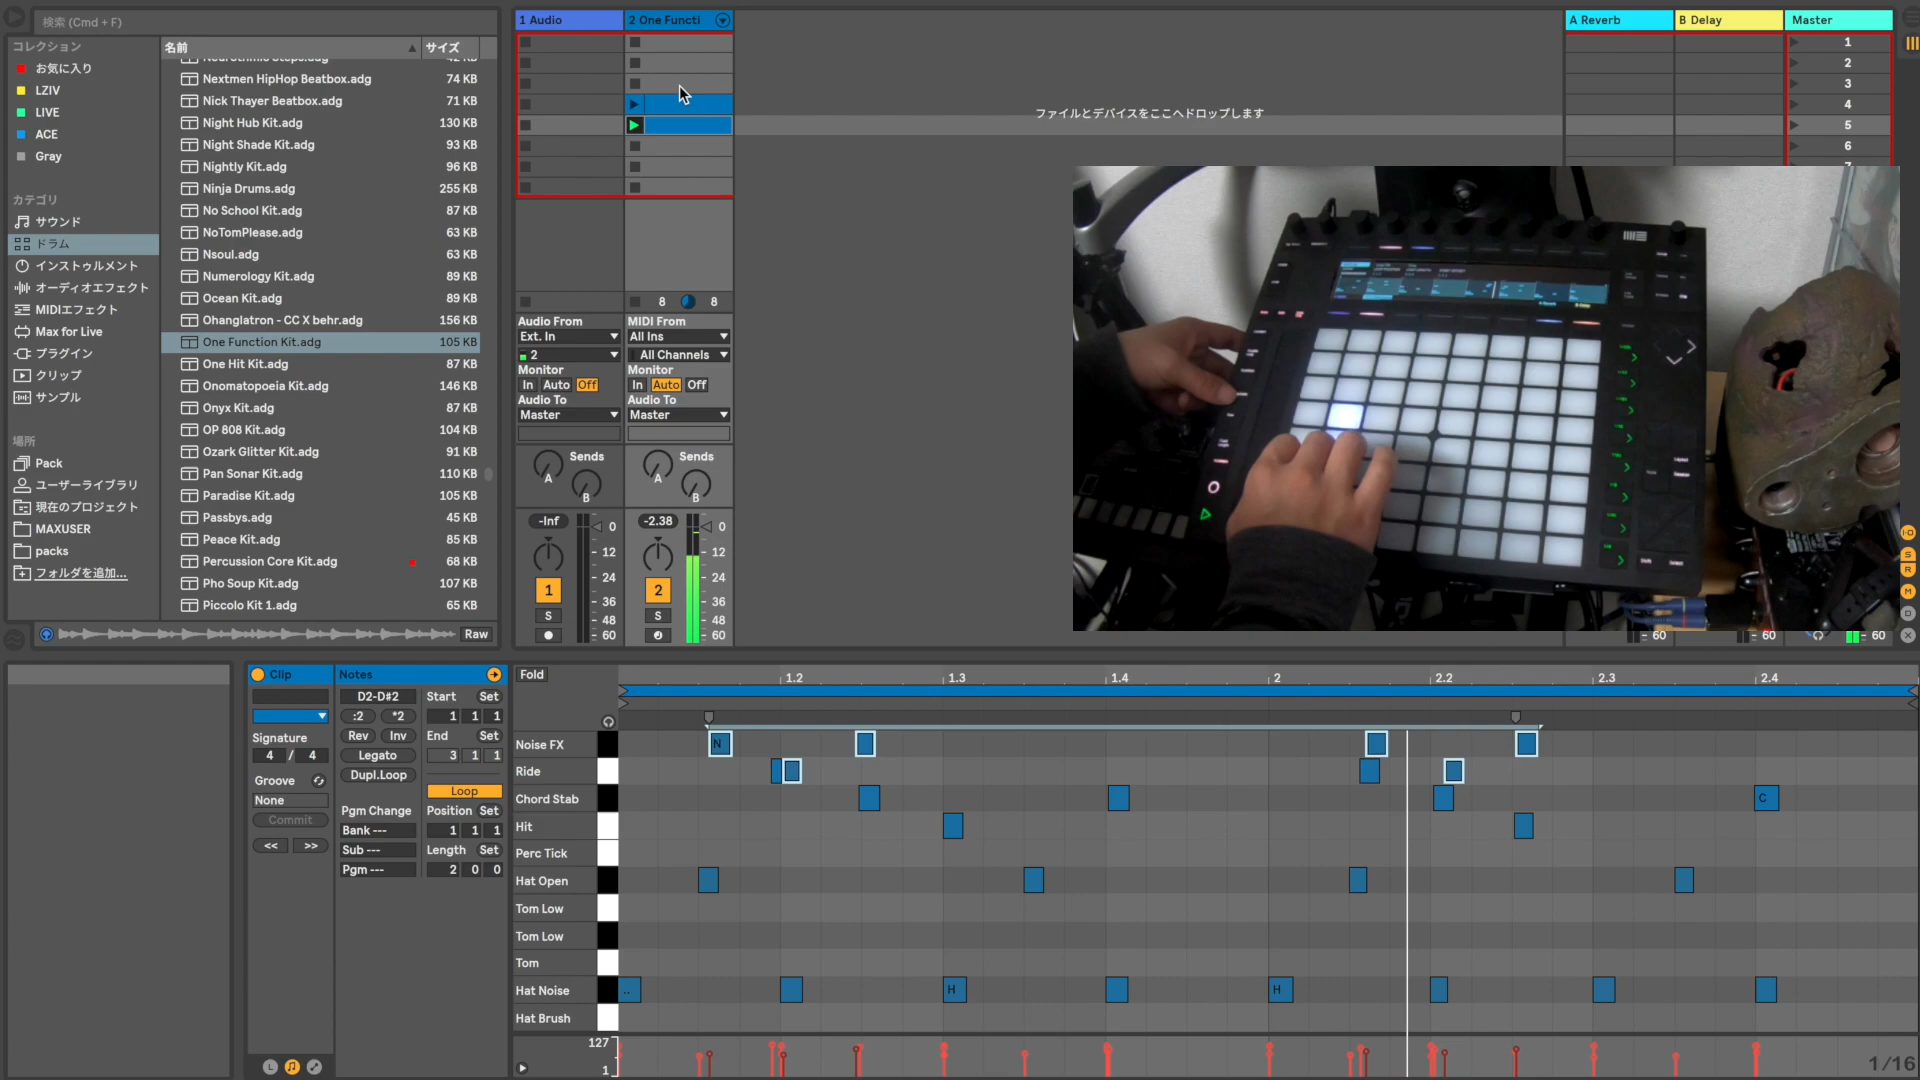 検索 (Cmd + F)
コレクション
お気に入り
LZIV
LIVE
ACE
Gray
カテゴリ
サウンド
ドラム
インストゥルメント
オーディオエフェクト
MIDIエフェクト
Max for Live
プラグイン
クリップ
サンプル
場所
Pack
ユーザーライブラリ
現在のプロジェクト
MAXUSER
packs
フォルダを追加...
名前 サイズ
Nextmen HipHop Beatbox.adg 74 KB
Nick Thayer Beatbox.adg 71 KB
Night Hub Kit.adg 130 KB
Night Shade Kit.adg 93 KB
Nightly Kit.adg 96 KB
Ninja Drums.adg 255 KB
No School Kit.adg 87 KB
NoTomPlease.adg 63 KB
Nsoul.adg 63 KB
Numerology Kit.adg 89 KB
Ocean Kit.adg 89 KB
Ohanglatron - CC X behr.adg 156 KB
One Function Kit.adg 105 KB
One Hit Kit.adg 87 KB
Onomatopoeia Kit.adg 146 KB
Onyx Kit.adg 87 KB
OP 808 Kit.adg 104 KB
Ozark Glitter Kit.adg 91 KB
Pan Sonar Kit.adg 110 KB
Paradise Kit.adg 105 KB
Passbys.adg 45 KB
Peace Kit.adg 85 KB
Percussion Core Kit.adg 68 KB
Pho Soup Kit.adg 107 KB
Piccolo Kit 1.adg 65 KB
Raw
1 Audio 2 One Functi
A Reverb B Delay Master
1
2
3
4
5
6
ファイルとデバイスをここへドロップします
8 8
Audio From MIDI From
Ext. In All Ins
2 All Channels
Monitor Monitor
In Auto Off In Auto Off
Audio To Audio To
Master Master
Sends Sends
A B A B
-Inf -2.38
0 0
12 12
24 24
36 36
48 48
60 60
1 2
S S
60 60 60
Clip
Signature
4 / 4
Groove
None
Commit
<< >>
Notes
D2-D#2
:2 *2
Rev Inv
Legato
Dupl.Loop
Pgm Change
Bank ---
Sub ---
Pgm ---
Start Set
1 1 1
End Set
3 1 1
Loop
Position Set
1 1 1
Length Set
2 0 0
Fold
1.2 1.3 1.4 2 2.2 2.3 2.4
Noise FX N
Ride
Chord Stab C
Hit
Perc Tick
Hat Open
Tom Low
Tom Low
Tom
Hat Noise .. H H
Hat Brush
127
1
1/16